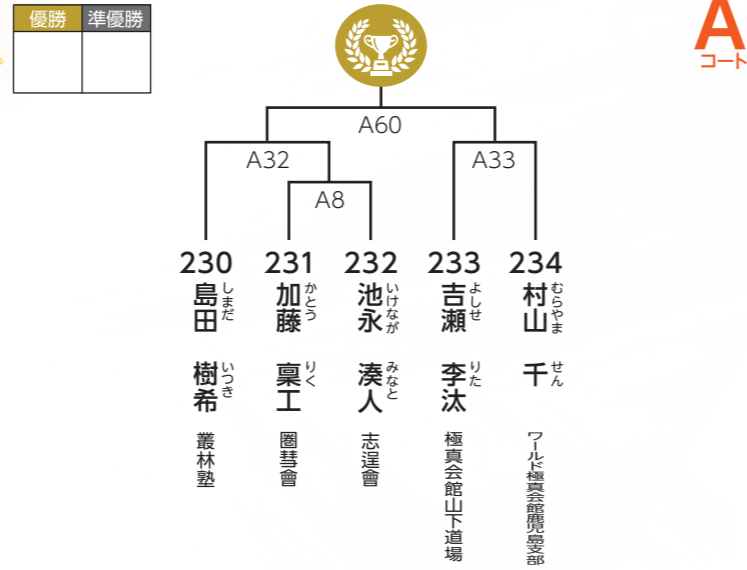 優勝 準優勝
A
コート
A60
A32 A33
A8
230 231 232 233 234
島田 樹希
しまだ いつき
叢林塾
加藤 稟工
かとう りく
圏彗會
池永 湊人
いけなが みなと
志逞會
吉瀬 李汰
よしせ りた
極真会館山下道場
村山 千
むらやま せん
ワールド極真会館鹿児島支部